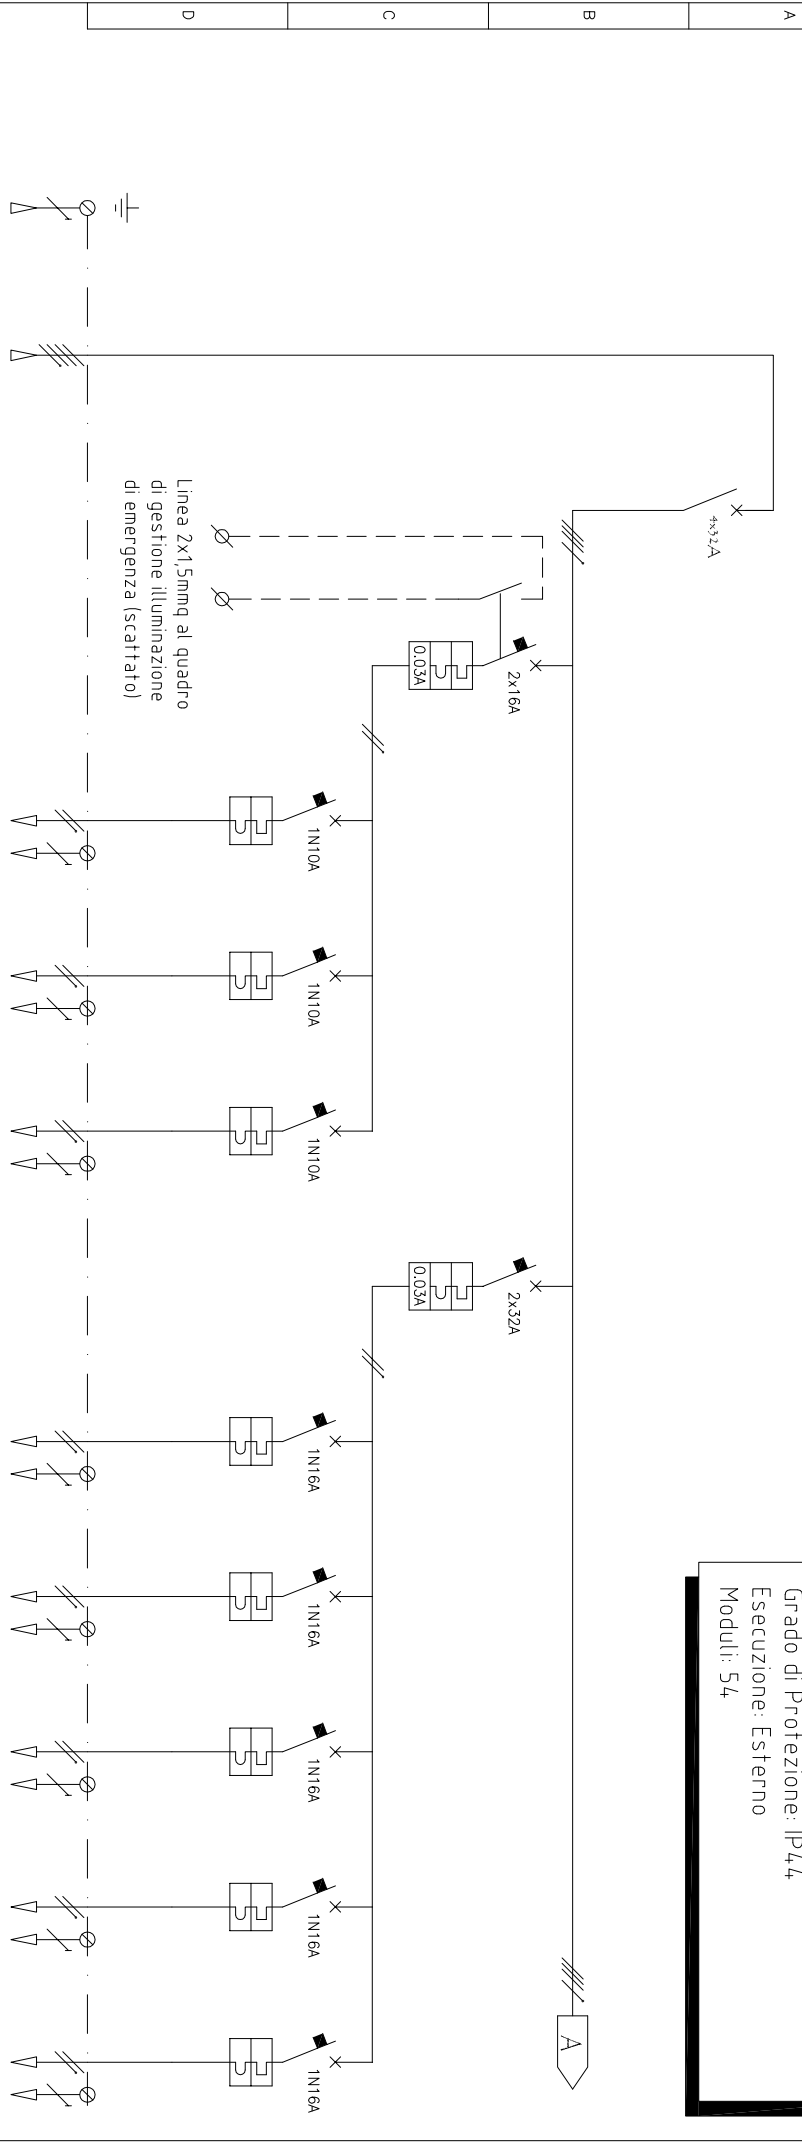 A
B
C
D
Grado di Protezione: IP44
Esecuzione: Esterno
Moduli: 54
4x32A
2x16A
0.03A
2x32A
0.03A
A
Linea 2x1,5mmq al quadro
di gestione illuminazione
di emergenza (scattato)
1N10A
1N10A
1N10A
1N16A
1N16A
1N16A
1N16A
1N16A